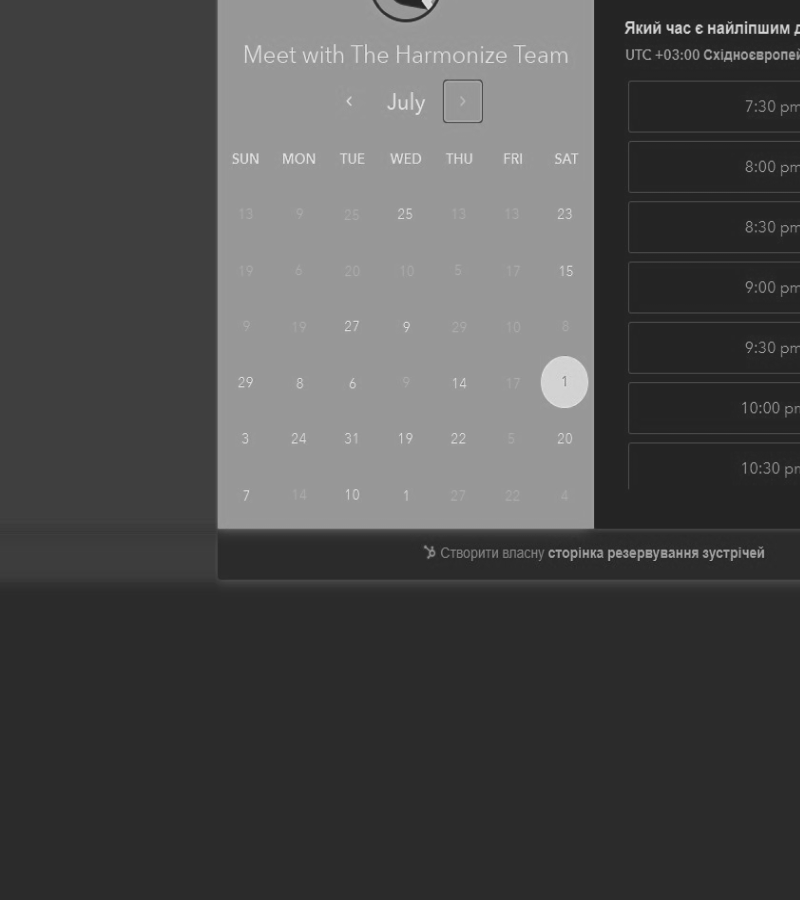 Meet with The Harmonize Team
July
SUN MON TUE WED THU FRI SAT
13 9 25 25 13 13 23
19 6 20 10 5 17 15
9 19 27 9 29 10 8
29 8 6 9 14 17 1
3 24 31 19 22 5 20
7 14 10 1 27 22 4
Який час є найліпшим д
UTC +03:00 Східноєвропей
7:30 pm
8:00 pm
8:30 pm
9:00 pm
9:30 pm
10:00 pm
10:30 pm
Створити власну сторінка резервування зустрічей